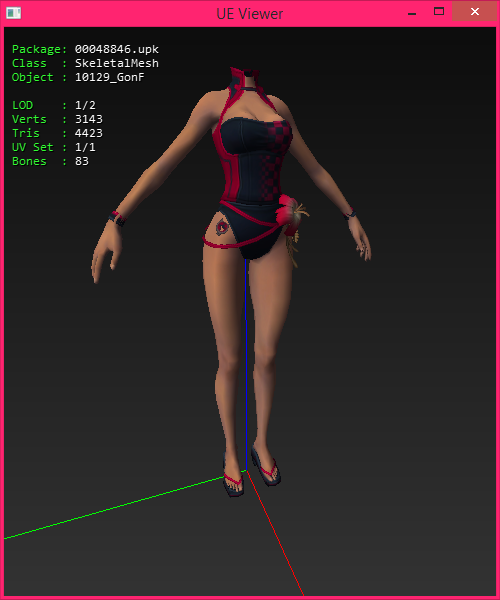 UE Viewer
Package: 00048846.upk
Class  : SkeletalMesh
Object : 10129_GonF
LOD    : 1/2
Verts  : 3143
Tris   : 4423
UV Set : 1/1
Bones  : 83